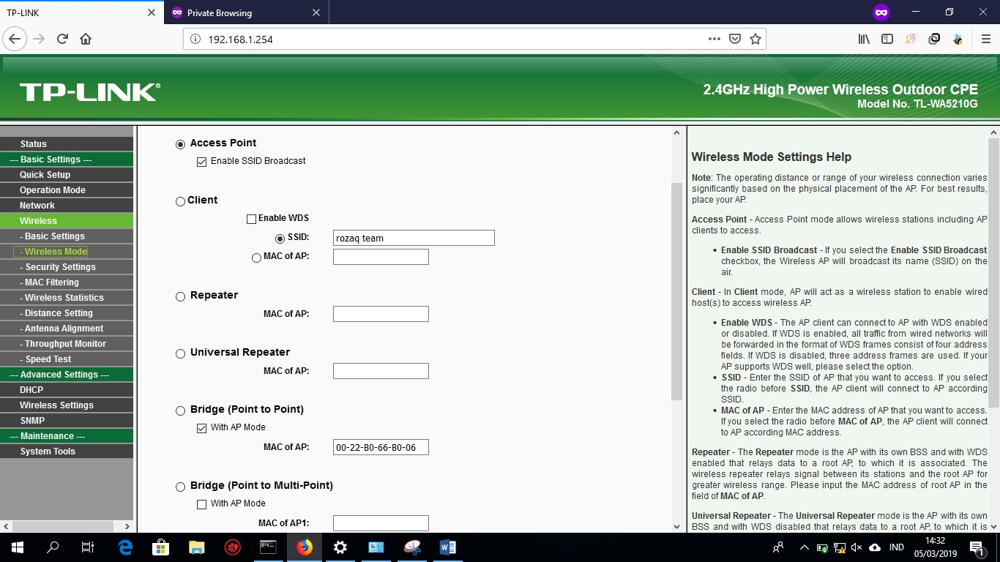 TP-LINK
Private Browsing
192.168.1.254
TP-LINK®
2.4GHz High Power Wireless Outdoor CPE
Model No. TL-WA5210G
Status
--- Basic Settings ---
Quick Setup
Operation Mode
Network
Wireless
- Basic Settings
- Wireless Mode
- Security Settings
- MAC Filtering
- Wireless Statistics
- Distance Setting
- Antenna Alignment
- Throughput Monitor
- Speed Test
--- Advanced Settings ---
DHCP
Wireless Settings
SNMP
--- Maintenance ---
System Tools
Access Point
Enable SSID Broadcast
Client
Enable WDS
SSID: rozaq team
MAC of AP:
Repeater
MAC of AP:
Universal Repeater
MAC of AP:
Bridge (Point to Point)
With AP Mode
MAC of AP: 00-22-B0-66-B0-06
Bridge (Point to Multi-Point)
With AP Mode
MAC of AP1:
Wireless Mode Settings Help
Note: The operating distance or range of your wireless connection varies
significantly based on the physical placement of the AP. For best results,
place your AP.
Access Point - Access Point mode allows wireless stations including AP
clients to access.
• Enable SSID Broadcast - If you select the Enable SSID Broadcast
checkbox, the Wireless AP will broadcast its name (SSID) on the
air.
Client - In Client mode, AP will act as a wireless station to enable wired
host(s) to access wireless AP.
• Enable WDS - The AP client can connect to AP with WDS enabled
or disabled. If WDS is enabled, all traffic from wired networks will
be forwarded in the format of WDS frames consist of four address
fields. If WDS is disabled, three address frames are used. If your
AP supports WDS well, please select the option.
• SSID - Enter the SSID of AP that you want to access. If you select
the radio before SSID, the AP client will connect to AP according
SSID.
• MAC of AP - Enter the MAC address of AP that you want to access.
If you select the radio before MAC of AP, the AP client will connect
to AP according MAC address.
Repeater - The Repeater mode is the AP with its own BSS and with WDS
enabled that relays data to a root AP, to which it is associated. The
wireless repeater relays signal between its stations and the root AP for
greater wireless range. Please input the MAC address of root AP in the
field of MAC of AP.
Universal Repeater - The Universal Repeater mode is the AP with its own
BSS and with WDS disabled that relays data to a root AP, to which it is
IND
14:32
05/03/2019
1